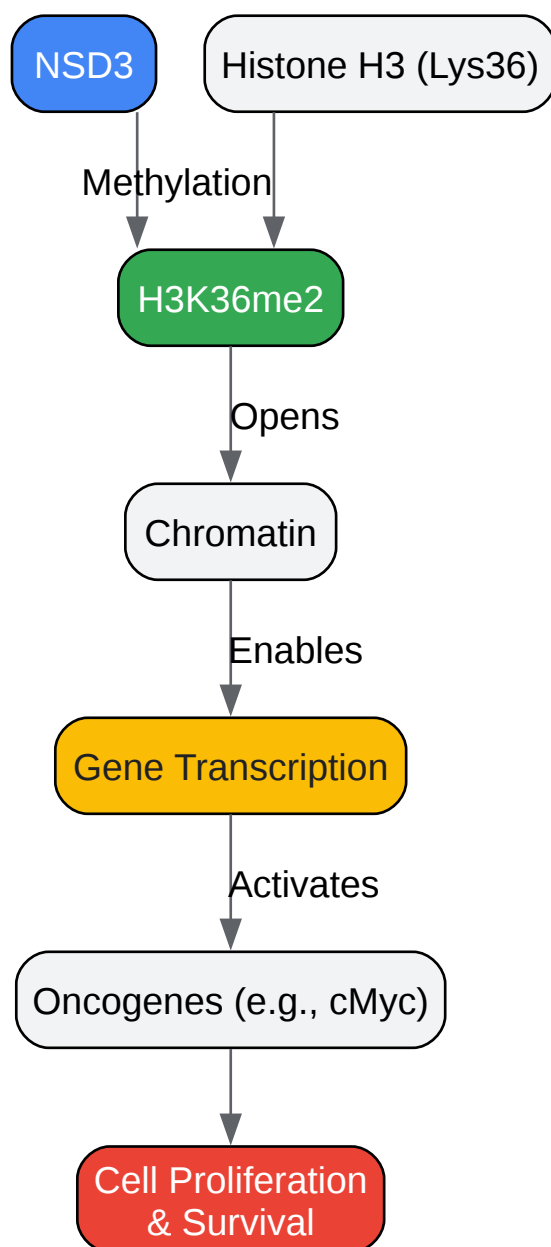 NSD3
Histone H3 (Lys36)
Methylation
H3K36me2
Opens
Chromatin
Enables
Gene Transcription
Activates
Oncogenes (e.g., cMyc)
Cell Proliferation
& Survival